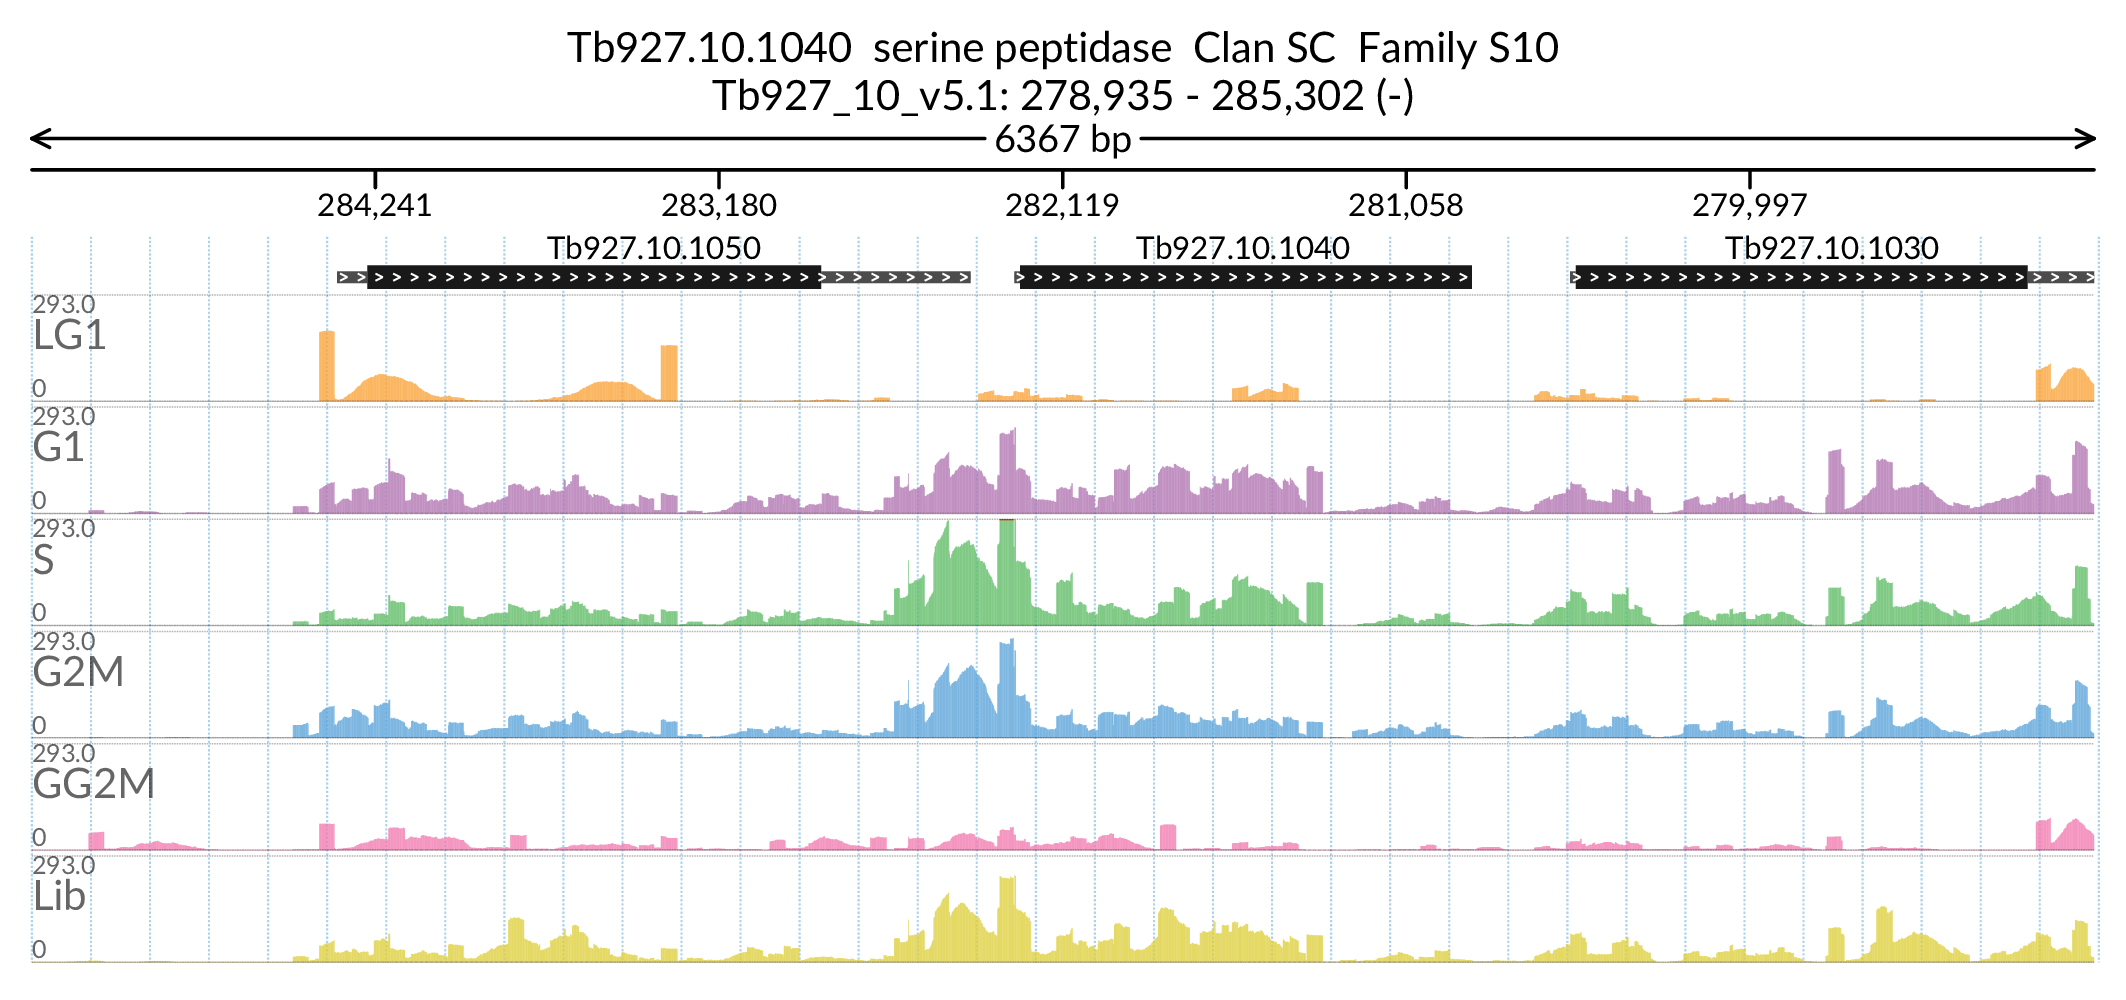 Tb927.10.1040  serine peptidase  Clan SC  Family S10
Tb927_10_v5.1: 278,935 - 285,302 (-)
6367 bp
284,241 283,180 282,119 281,058 279,997
Tb927.10.1050 Tb927.10.1040 Tb927.10.1030
293.0
LG1
0
293.0
G1
0
293.0
S
0
293.0
G2M
0
293.0
GG2M
0
293.0
Lib
0